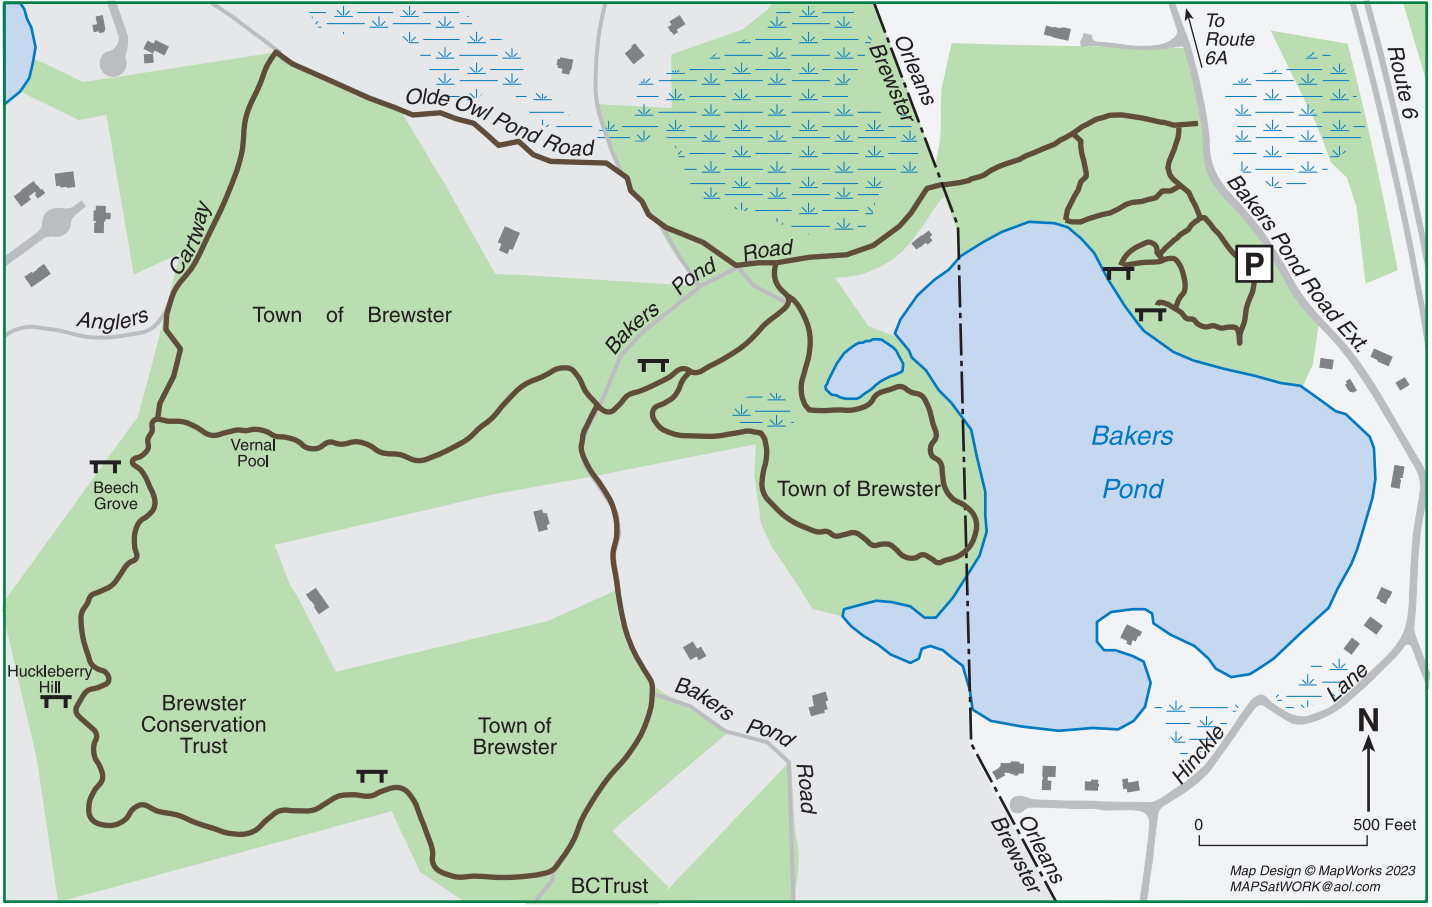 To
Route
6A
Route 6
Orleans
Brewster
Olde Owl Pond Road
Cartway
Anglers
Bakers Pond Road
Bakers Pond Road Ext.
P
Town of Brewster
Vernal
Pool
Beech
Grove
Town of Brewster
Bakers
Pond
Huckleberry
Hill
Brewster
Conservation
Trust
Town of
Brewster
Bakers Pond
Road
Hinckle Lane
N
0 500 Feet
Orleans
Brewster
BCTrust
Map Design © MapWorks 2023
MAPSatWORK@aol.com